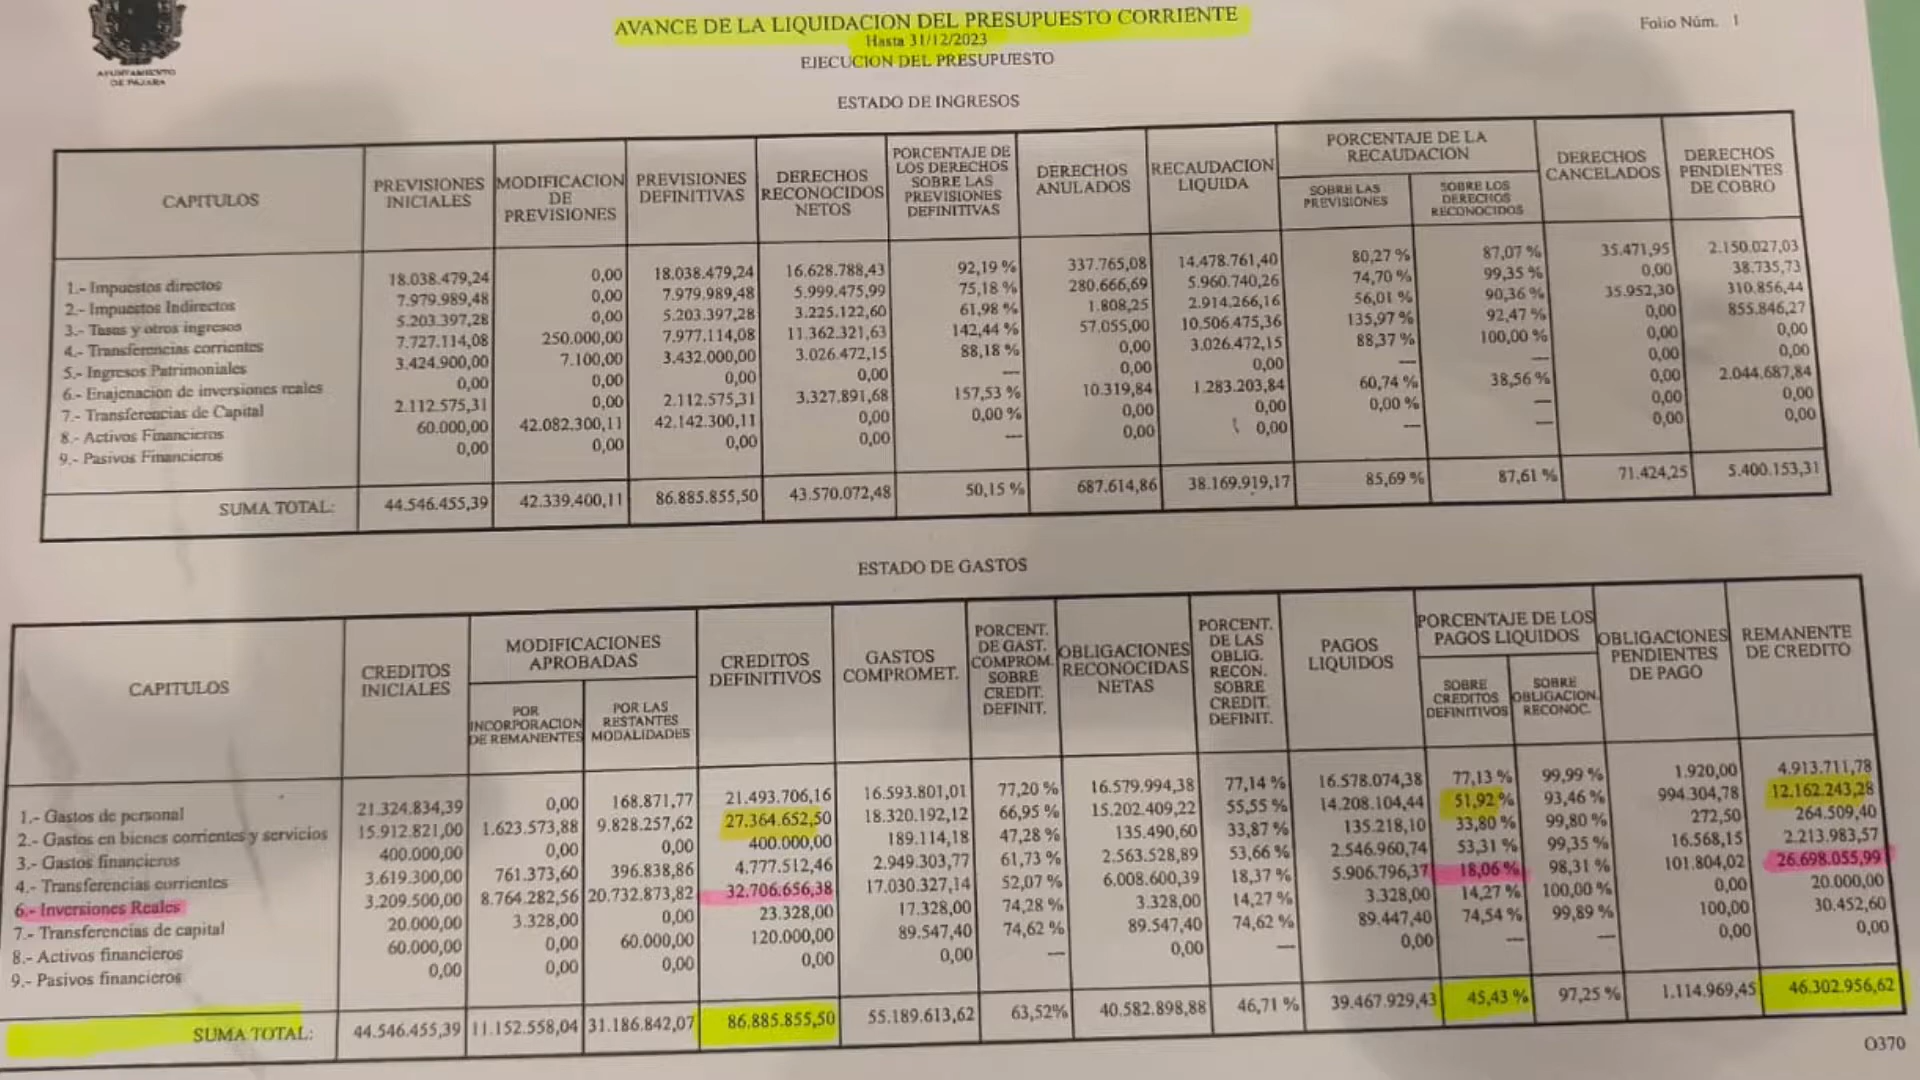 AYUNTAMIENTO
DE PAJARA
AVANCE DE LA LIQUIDACION DEL PRESUPUESTO CORRIENTE
Hasta 31/12/2023
EJECUCION DEL PRESUPUESTO
Folio Núm. 1
ESTADO DE INGRESOS
CAPITULOS | PREVISIONES INICIALES | MODIFICACION DE PREVISIONES | PREVISIONES DEFINITIVAS | DERECHOS RECONOCIDOS NETOS | PORCENTAJE DE LOS DERECHOS SOBRE LAS PREVISIONES DEFINITIVAS | DERECHOS ANULADOS | RECAUDACION LIQUIDA | PORCENTAJE DE LA RECAUDACION | SOBRE LAS PREVISIONES | SOBRE LOS DERECHOS RECONOCIDOS | DERECHOS CANCELADOS | DERECHOS PENDIENTES DE COBRO
1.- Impuestos directos 18.038.479,24 0,00 18.038.479,24 16.628.788,43 92,19 % 337.765,08 14.478.761,40 80,27 % 87,07 % 35.471,95 2.150.027,03
2.- Impuestos Indirectos 7.979.989,48 0,00 7.979.989,48 5.999.475,99 75,18 % 280.666,69 5.960.740,26 74,70 % 99,35 % 0,00 38.735,73
3.- Tasas y otros ingresos 5.203.397,28 0,00 5.203.397,28 3.225.122,60 61,98 % 1.808,25 2.914.266,16 56,01 % 90,36 % 35.952,30 310.856,44
4.- Transferencias corrientes 7.727.114,08 250.000,00 7.977.114,08 11.362.321,63 142,44 % 57.055,00 10.506.475,36 135,97 % 92,47 % 0,00 855.846,27
5.- Ingresos Patrimoniales 3.424.900,00 7.100,00 3.432.000,00 3.026.472,15 88,18 % 0,00 3.026.472,15 88,37 % 100,00 % 0,00 0,00
6.- Enajenacion de inversiones reales 0,00 0,00 0,00 0,00 — 0,00 0,00 — — 0,00 0,00
7.- Transferencias de Capital 2.112.575,31 0,00 2.112.575,31 3.327.891,68 157,53 % 10.319,84 1.283.203,84 60,74 % 38,56 % 0,00 2.044.687,84
8.- Activos Financieros 60.000,00 42.082.300,11 42.142.300,11 0,00 0,00 % 0,00 0,00 0,00 % — 0,00 0,00
9.- Pasivos Financieros 0,00 0,00 0,00 0,00 — 0,00 0,00 — — 0,00 0,00
SUMA TOTAL: 44.546.455,39 42.339.400,11 86.885.855,50 43.570.072,48 50,15 % 687.614,86 38.169.919,17 85,69 % 87,61 % 71.424,25 5.400.153,31
ESTADO DE GASTOS
CAPITULOS | CREDITOS INICIALES | MODIFICACIONES APROBADAS | POR INCORPORACION DE REMANENTES | POR LAS RESTANTES MODALIDADES | CREDITOS DEFINITIVOS | GASTOS COMPROMET. | PORCENT. DE GAST. COMPROM. SOBRE CREDIT. DEFINIT. | OBLIGACIONES RECONOCIDAS NETAS | PORCENT. DE LAS OBLIG. RECON. SOBRE CREDIT. DEFINIT. | PAGOS LIQUIDOS | PORCENTAJE DE LOS PAGOS LIQUIDOS | SOBRE CREDITOS DEFINITIVOS | SOBRE OBLIGACION. RECONOC. | OBLIGACIONES PENDIENTES DE PAGO | REMANENTE DE CREDITO
1.- Gastos de personal 21.324.834,39 0,00 168.871,77 21.493.706,16 16.593.801,01 77,20 % 16.579.994,38 77,14 % 16.578.074,38 77,13 % 99,99 % 1.920,00 4.913.711,78
2.- Gastos en bienes corrientes y servicios 15.912.821,00 1.623.573,88 9.828.257,62 27.364.652,50 18.320.192,12 66,95 % 15.202.409,22 55,55 % 14.208.104,44 51,92 % 93,46 % 994.304,78 12.162.243,28
3.- Gastos financieros 400.000,00 0,00 0,00 400.000,00 189.114,18 47,28 % 135.490,60 33,87 % 135.218,10 33,80 % 99,80 % 272,50 264.509,40
4.- Transferencias corrientes 3.619.300,00 761.373,60 396.838,86 4.777.512,46 2.949.303,77 61,73 % 2.563.528,89 53,66 % 2.546.960,74 53,31 % 99,35 % 16.568,15 2.213.983,57
6.- Inversiones Reales 3.209.500,00 8.764.282,56 20.732.873,82 32.706.656,38 17.030.327,14 52,07 % 6.008.600,39 18,37 % 5.906.796,37 18,06 % 98,31 % 101.804,02 26.698.055,99
7.- Transferencias de capital 20.000,00 3.328,00 0,00 23.328,00 17.328,00 74,28 % 3.328,00 14,27 % 3.328,00 14,27 % 100,00 % 0,00 20.000,00
8.- Activos financieros 60.000,00 0,00 60.000,00 120.000,00 89.547,40 74,62 % 89.547,40 74,62 % 89.447,40 74,54 % 99,89 % 100,00 30.452,60
9.- Pasivos financieros 0,00 0,00 0,00 0,00 0,00 — 0,00 — 0,00 — — 0,00 0,00
SUMA TOTAL: 44.546.455,39 11.152.558,04 31.186.842,07 86.885.855,50 55.189.613,62 63,52% 40.582.898,88 46,71 % 39.467.929,43 45,43 % 97,25 % 1.114.969,45 46.302.956,62
O370